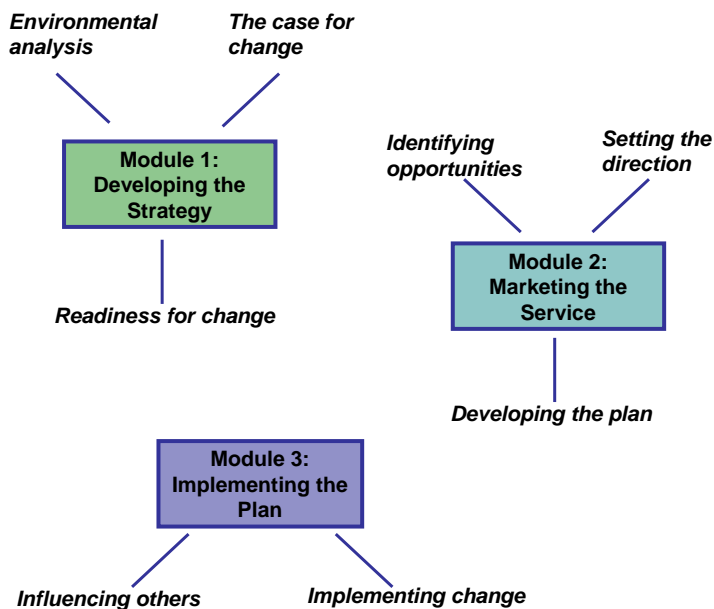 Environmental
analysis
The case for
change
Module 1:
Developing the
Strategy
Readiness for change
Identifying
opportunities
Setting the
direction
Module 2:
Marketing the
Service
Developing the plan
Module 3:
Implementing the
Plan
Influencing others
Implementing change